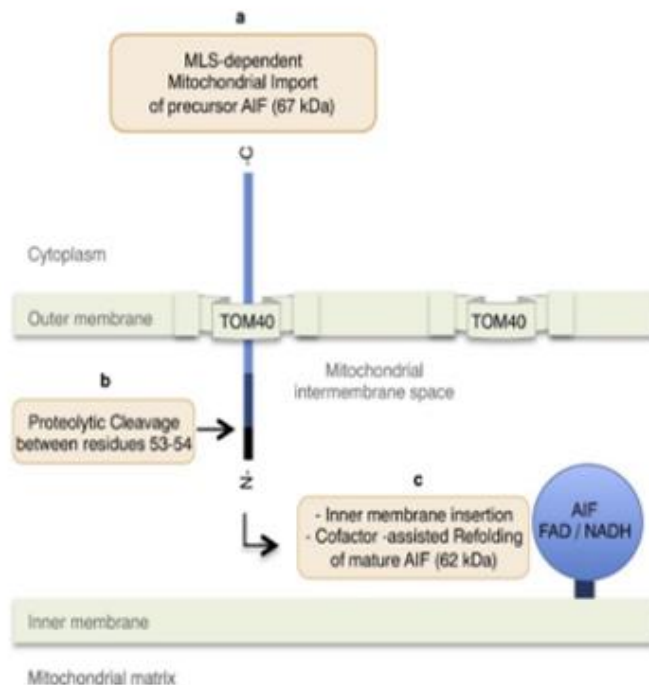 a
MLS-dependent
Mitochondrial Import
of precursor AIF (67 kDa)
-C
Cytoplasm
Outer membrane
TOM40
TOM40
Mitochondrial
intermembrane space
b
Proteolytic Cleavage
between residues 53-54
N-
c
- Inner membrane insertion
- Cofactor -assisted Refolding
of mature AIF (62 kDa)
AIF
FAD / NADH
Inner membrane
Mitochondrial matrix